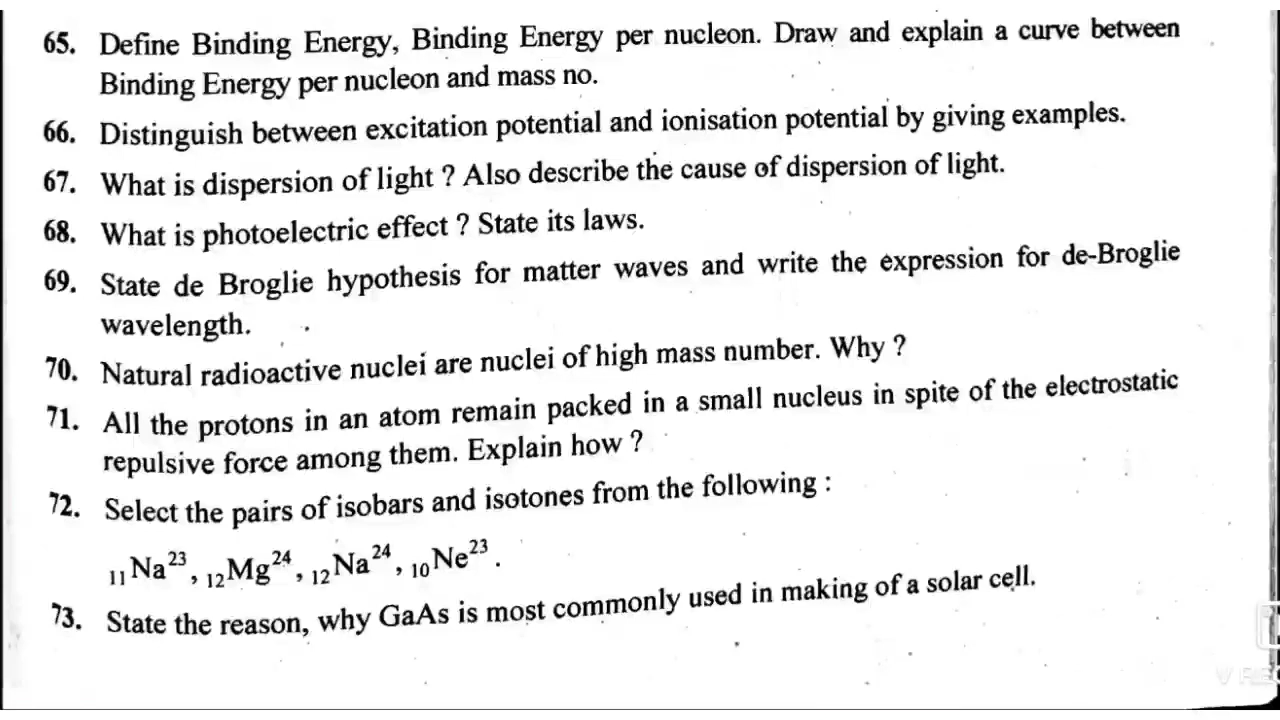 65. Define Binding Energy, Binding Energy per nucleon. Draw and explain a curve between
Binding Energy per nucleon and mass no.
66. Distinguish between excitation potential and ionisation potential by giving examples.
67. What is dispersion of light ? Also describe the cause of dispersion of light.
68. What is photoelectric effect ? State its laws.
69. State de Broglie hypothesis for matter waves and write the expression for de-Broglie
wavelength.
70. Natural radioactive nuclei are nuclei of high mass number. Why ?
71. All the protons in an atom remain packed in a small nucleus in spite of the electrostatic
repulsive force among them. Explain how ?
72. Select the pairs of isobars and isotones from the following :
₁₁Na²³, ₁₂Mg²⁴, ₁₂Na²⁴, ₁₀Ne²³.
73. State the reason, why GaAs is most commonly used in making of a solar cell.